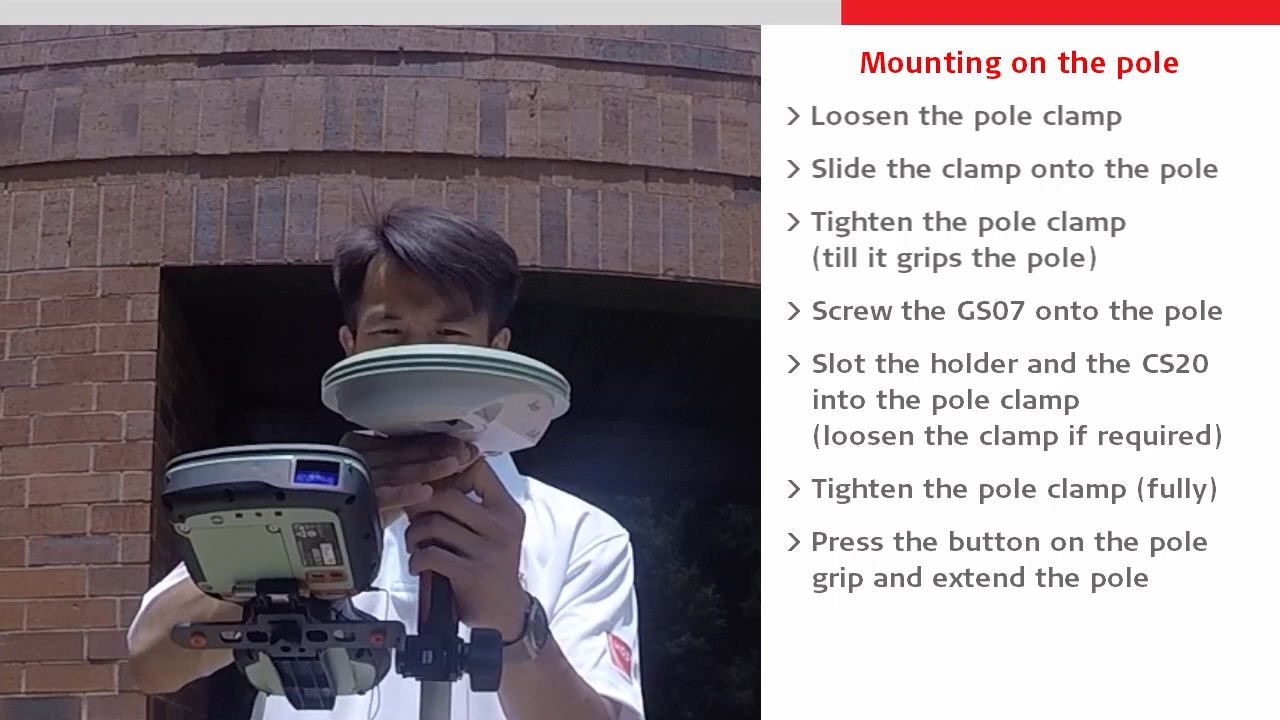 Mounting on the pole
> Loosen the pole clamp
> Slide the clamp onto the pole
> Tighten the pole clamp
(till it grips the pole)
> Screw the GS07 onto the pole
> Slot the holder and the CS20
into the pole clamp
(loosen the clamp if required)
> Tighten the pole clamp (fully)
> Press the button on the pole
grip and extend the pole